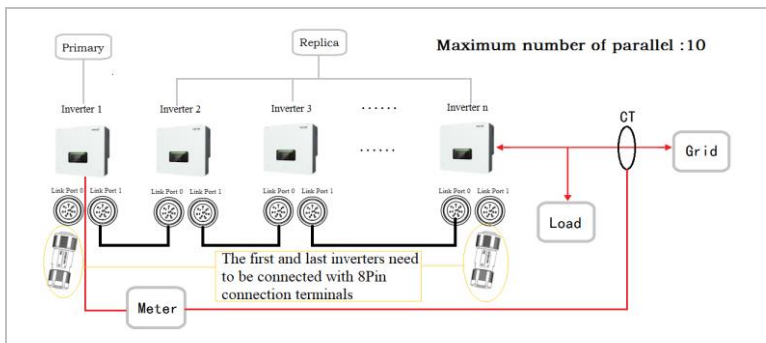 Primary
Replica
Maximum number of parallel :10
Inverter 1
Inverter 2
Inverter 3
......
Inverter n
......
CT
Grid
Link Port 0
Link Port 1
Link Port 0
Link Port 1
Link Port 0
Link Port 1
Link Port 0
Link Port 1
Load
The first and last inverters need
to be connected with 8Pin
connection terminals
Meter